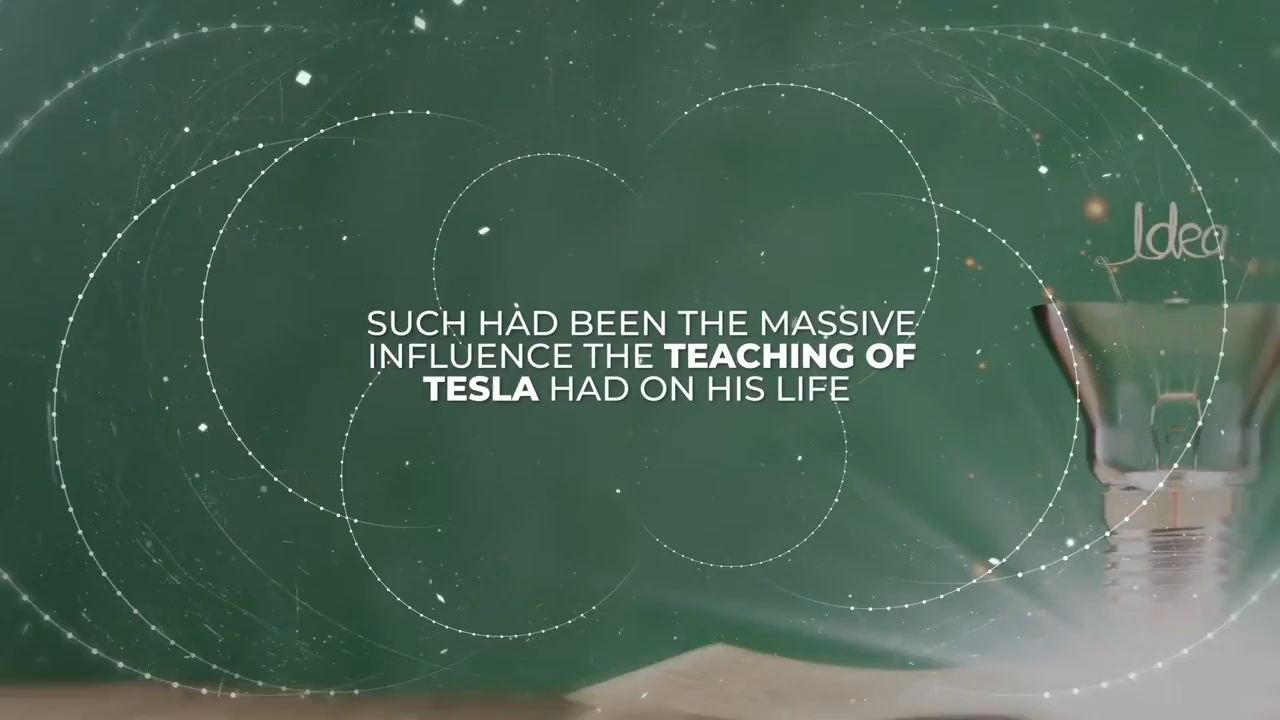 Idea
SUCH HAD BEEN THE MASSIVE
INFLUENCE THE TEACHING OF
TESLA HAD ON HIS LIFE